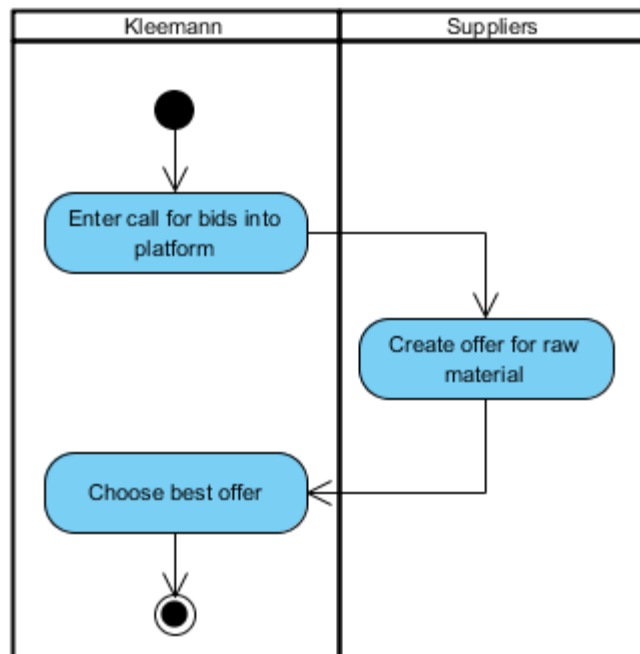 Kleemann
Suppliers
Enter call for bids into
platform
Create offer for raw
material
Choose best offer